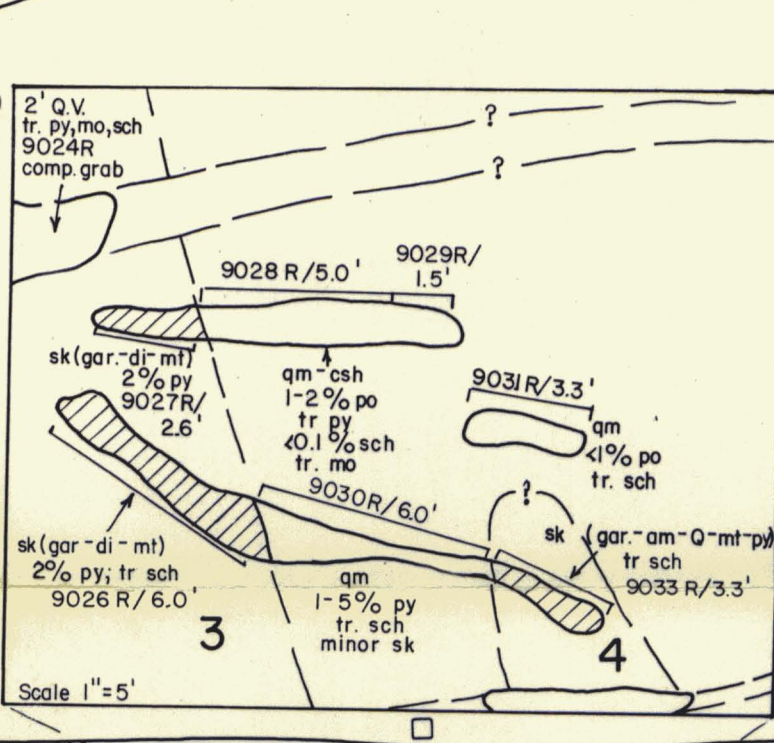 2' Q.V.
tr. py,mo,sch
9024R
comp.grab
?
?
9028 R/5.0'
9029R/
1.5'
sk(gar.-di-mt)
2% py
9027R/
2.6'
qm-csh
1-2% po
tr py
<0.1% sch
tr. mo
9031R/3.3'
qm
<1% po
tr. sch
9030R/6.0'
?
sk (gar.-am-Q-mt-py)
tr sch
9033 R/3.3'
sk(gar-di-mt)
2% py; tr sch
9026 R/6.0'
qm
1-5% py
tr. sch
minor sk
3
4
Scale 1"=5'